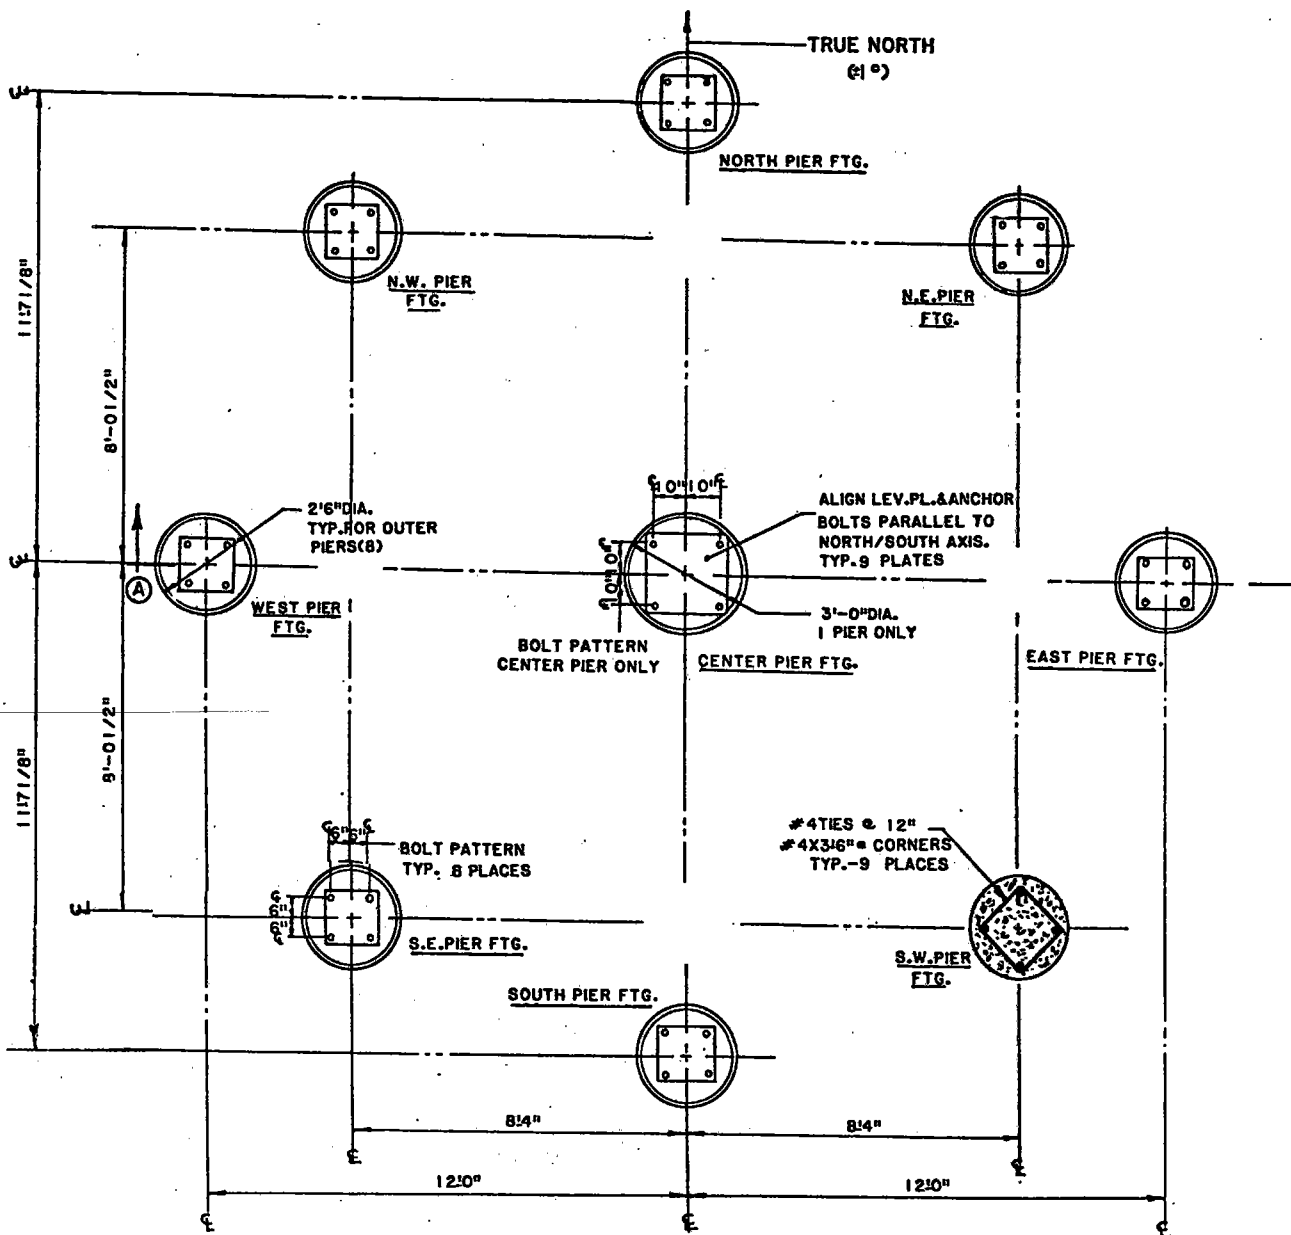 TRUE NORTH
(±1°)
NORTH PIER FTG.
N.W. PIER
FTG.
N.E.PIER
FTG.
11'7 1/8"
8'-0 1/2"
2'6"DIA.
TYP.FOR OUTER
PIERS(8)
A
WEST PIER
FTG.
10"10"
10"10"
ALIGN LEV.PL.&ANCHOR
BOLTS PARALLEL TO
NORTH/SOUTH AXIS.
TYP.9 PLATES
3'-0"DIA.
1 PIER ONLY
BOLT PATTERN
CENTER PIER ONLY
CENTER PIER FTG.
EAST PIER FTG.
11'7 1/8"
8'-0 1/2"
6"6"
6"6"
BOLT PATTERN
TYP. 8 PLACES
S.E.PIER FTG.
#4TIES @ 12"
#4X3'6"@ CORNERS
TYP.-9 PLACES
S.W.PIER
FTG.
SOUTH PIER FTG.
8'4"
8'4"
12'0"
12'0"